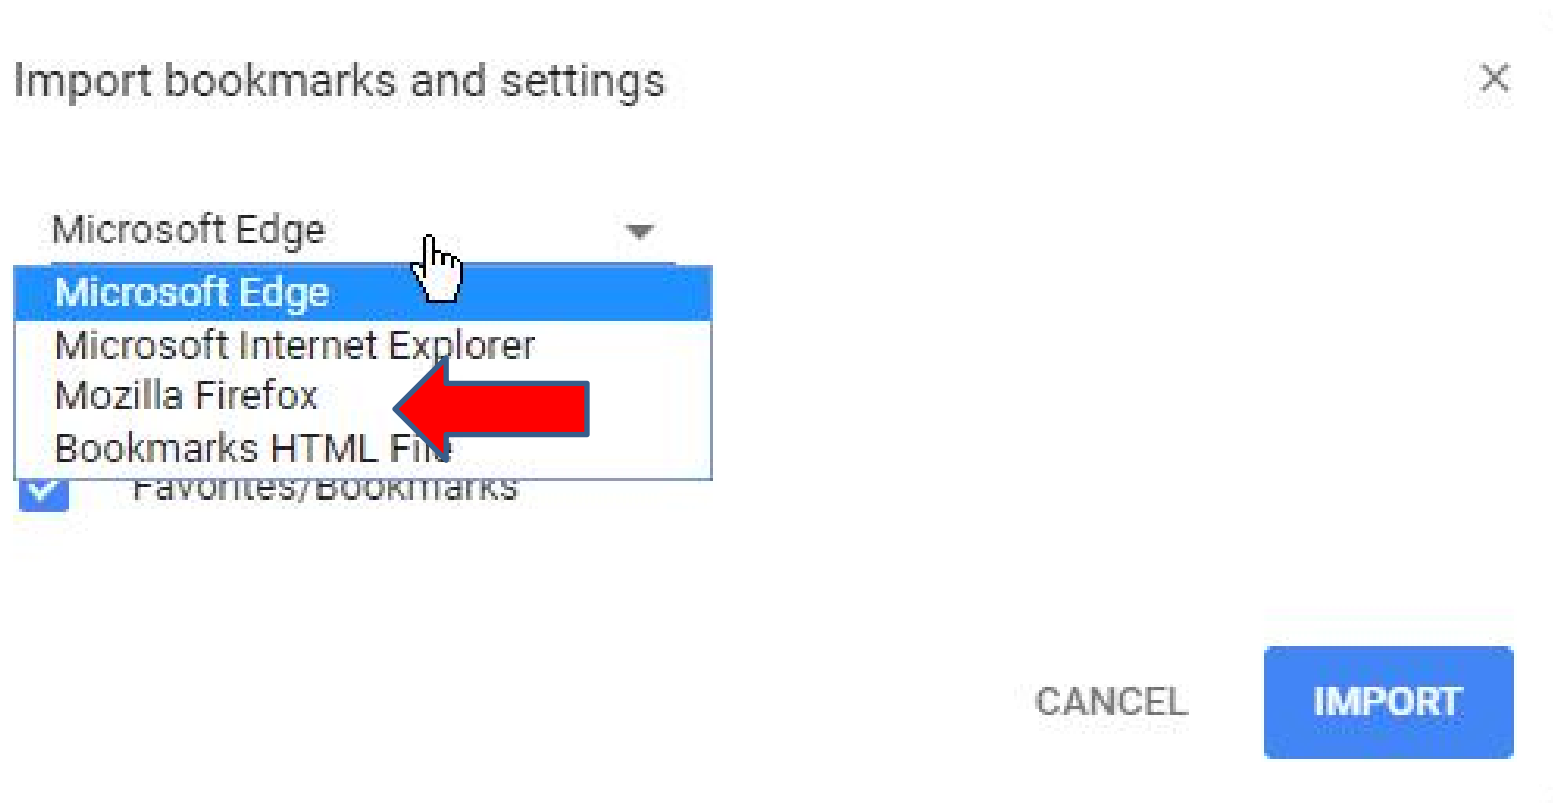 Import bookmarks and settings
Microsoft Edge
Microsoft Edge
Microsoft Internet Explorer
Mozilla Firefox
Bookmarks HTML File
Favorites/Bookmarks
CANCEL
IMPORT